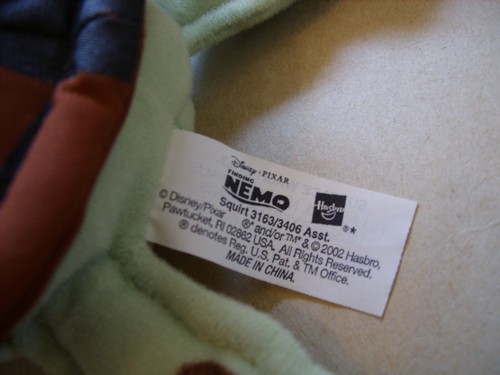 Disney · PIXAR
FINDING
NEMO
Hasbro
®*
Squirt 3163/3406 Asst.
© Disney/Pixar
®* and/or TM* & © 2002 Hasbro,
Pawtucket, RI 02862 USA. All Rights Reserved.
® denotes Reg. U.S. Pat. & TM Office.
MADE IN CHINA.